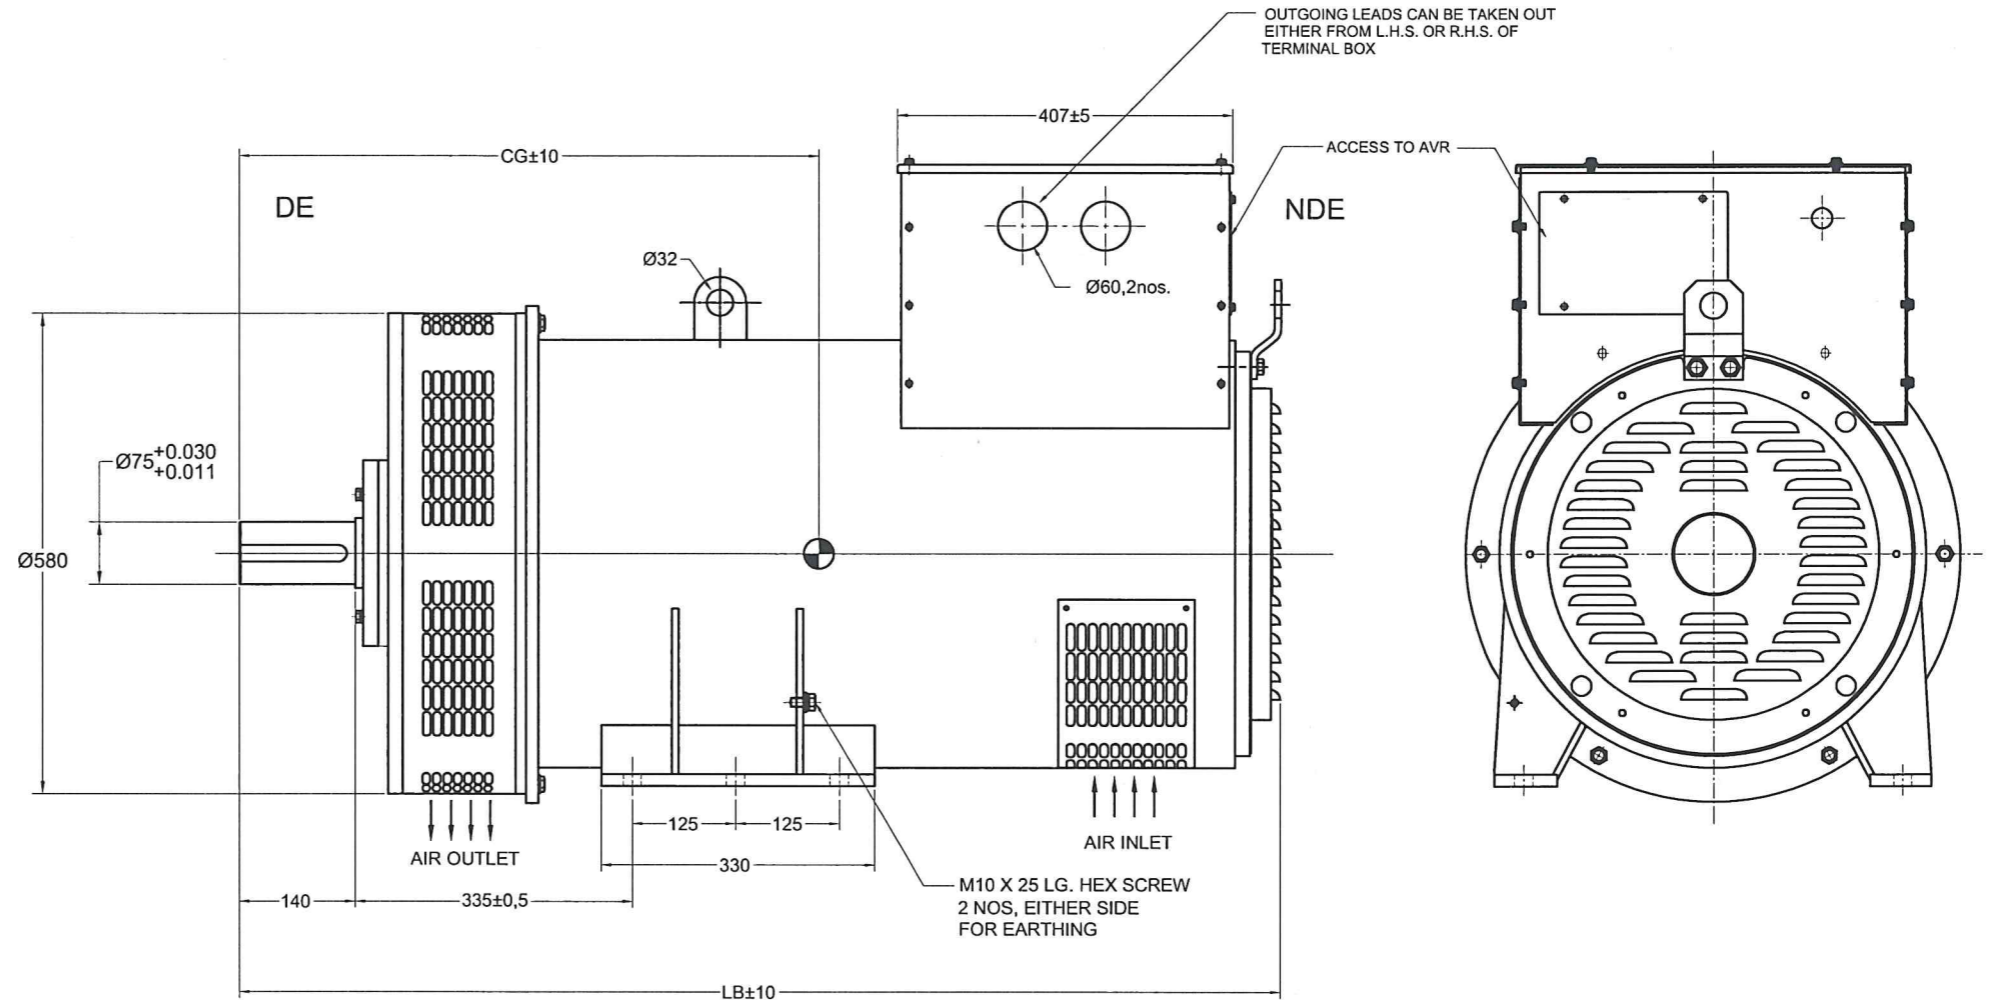 OUTGOING LEADS CAN BE TAKEN OUT
EITHER FROM L.H.S. OR R.H.S. OF
TERMINAL BOX
407±5
CG±10
ACCESS TO AVR
DE
NDE
Ø32
Ø60,2nos.
Ø75+0.030
+0.011
Ø580
125
125
AIR INLET
AIR OUTLET
330
M10 X 25 LG. HEX SCREW
2 NOS, EITHER SIDE
FOR EARTHING
140
335±0,5
LB±10